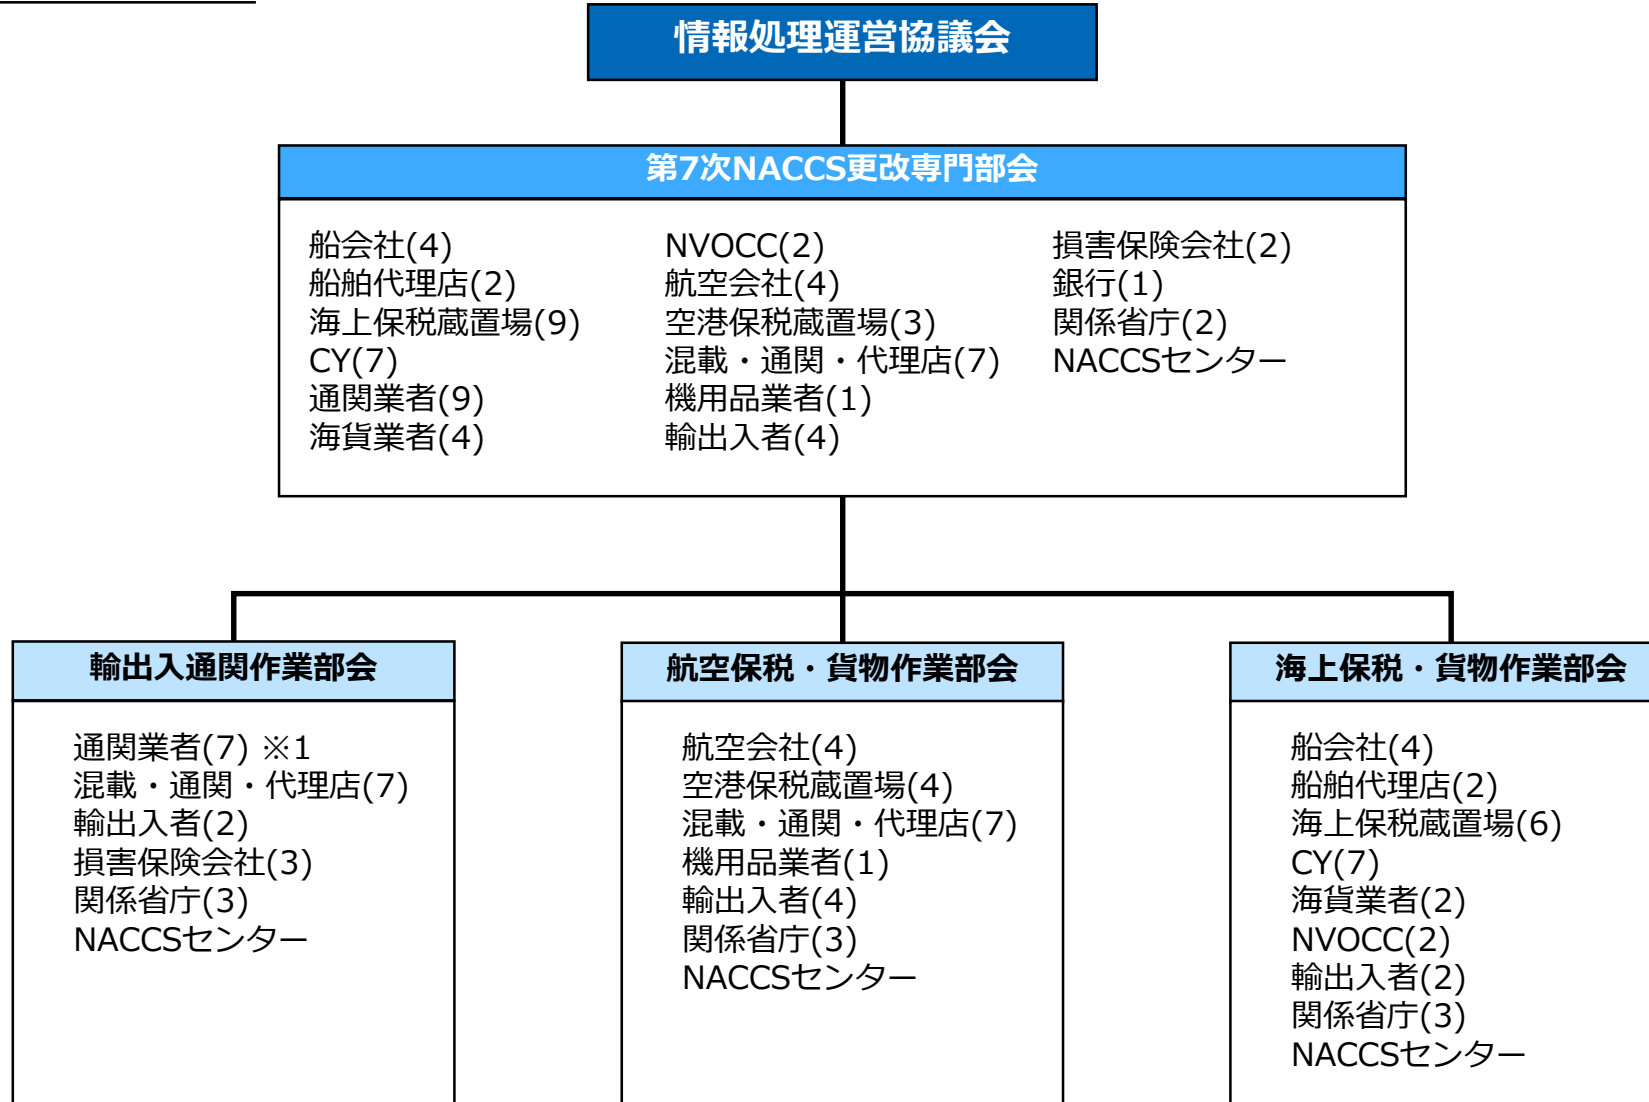 情報処理運営協議会
第7次NACCS更改専門部会
船会社(4)
船舶代理店(2)
海上保税蔵置場(9)
CY(7)
通関業者(9)
海貨業者(4)
NVOCC(2)
航空会社(4)
空港保税蔵置場(3)
混載・通関・代理店(7)
機用品業者(1)
輸出入者(4)
損害保険会社(2)
銀行(1)
関係省庁(2)
NACCSセンター
輸出入通関作業部会
通関業者(7) ※1
混載・通関・代理店(7)
輸出入者(2)
損害保険会社(3)
関係省庁(3)
NACCSセンター
航空保税・貨物作業部会
航空会社(4)
空港保税蔵置場(4)
混載・通関・代理店(7)
機用品業者(1)
輸出入者(4)
関係省庁(3)
NACCSセンター
海上保税・貨物作業部会
船会社(4)
船舶代理店(2)
海上保税蔵置場(6)
CY(7)
海貨業者(2)
NVOCC(2)
輸出入者(2)
関係省庁(3)
NACCSセンター